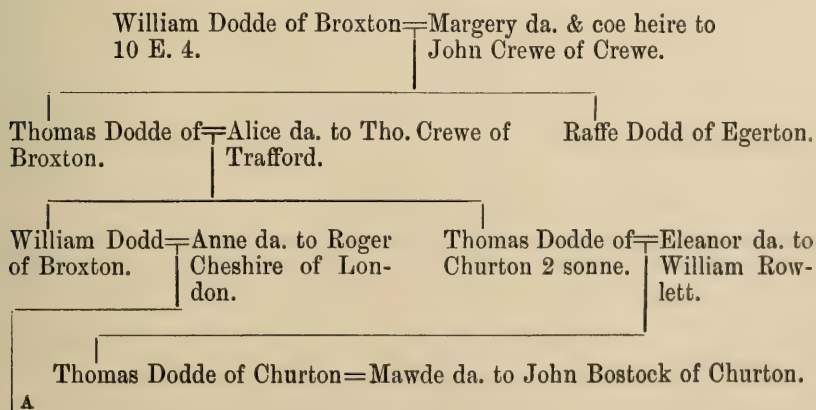 William Dodde of Broxton=Margery da. & coe heire to
10 E. 4. John Crewe of Crewe.
Thomas Dodde of=Alice da. to Tho. Crewe of Raffe Dodd of Egerton.
Broxton. Trafford.
William Dodd=Anne da. to Roger Thomas Dodde of=Eleanor da. to
of Broxton. Cheshire of Lon- Churton 2 sonne. William Row-
don. lett.
Thomas Dodde of Churton=Mawde da. to John Bostock of Churton.
A